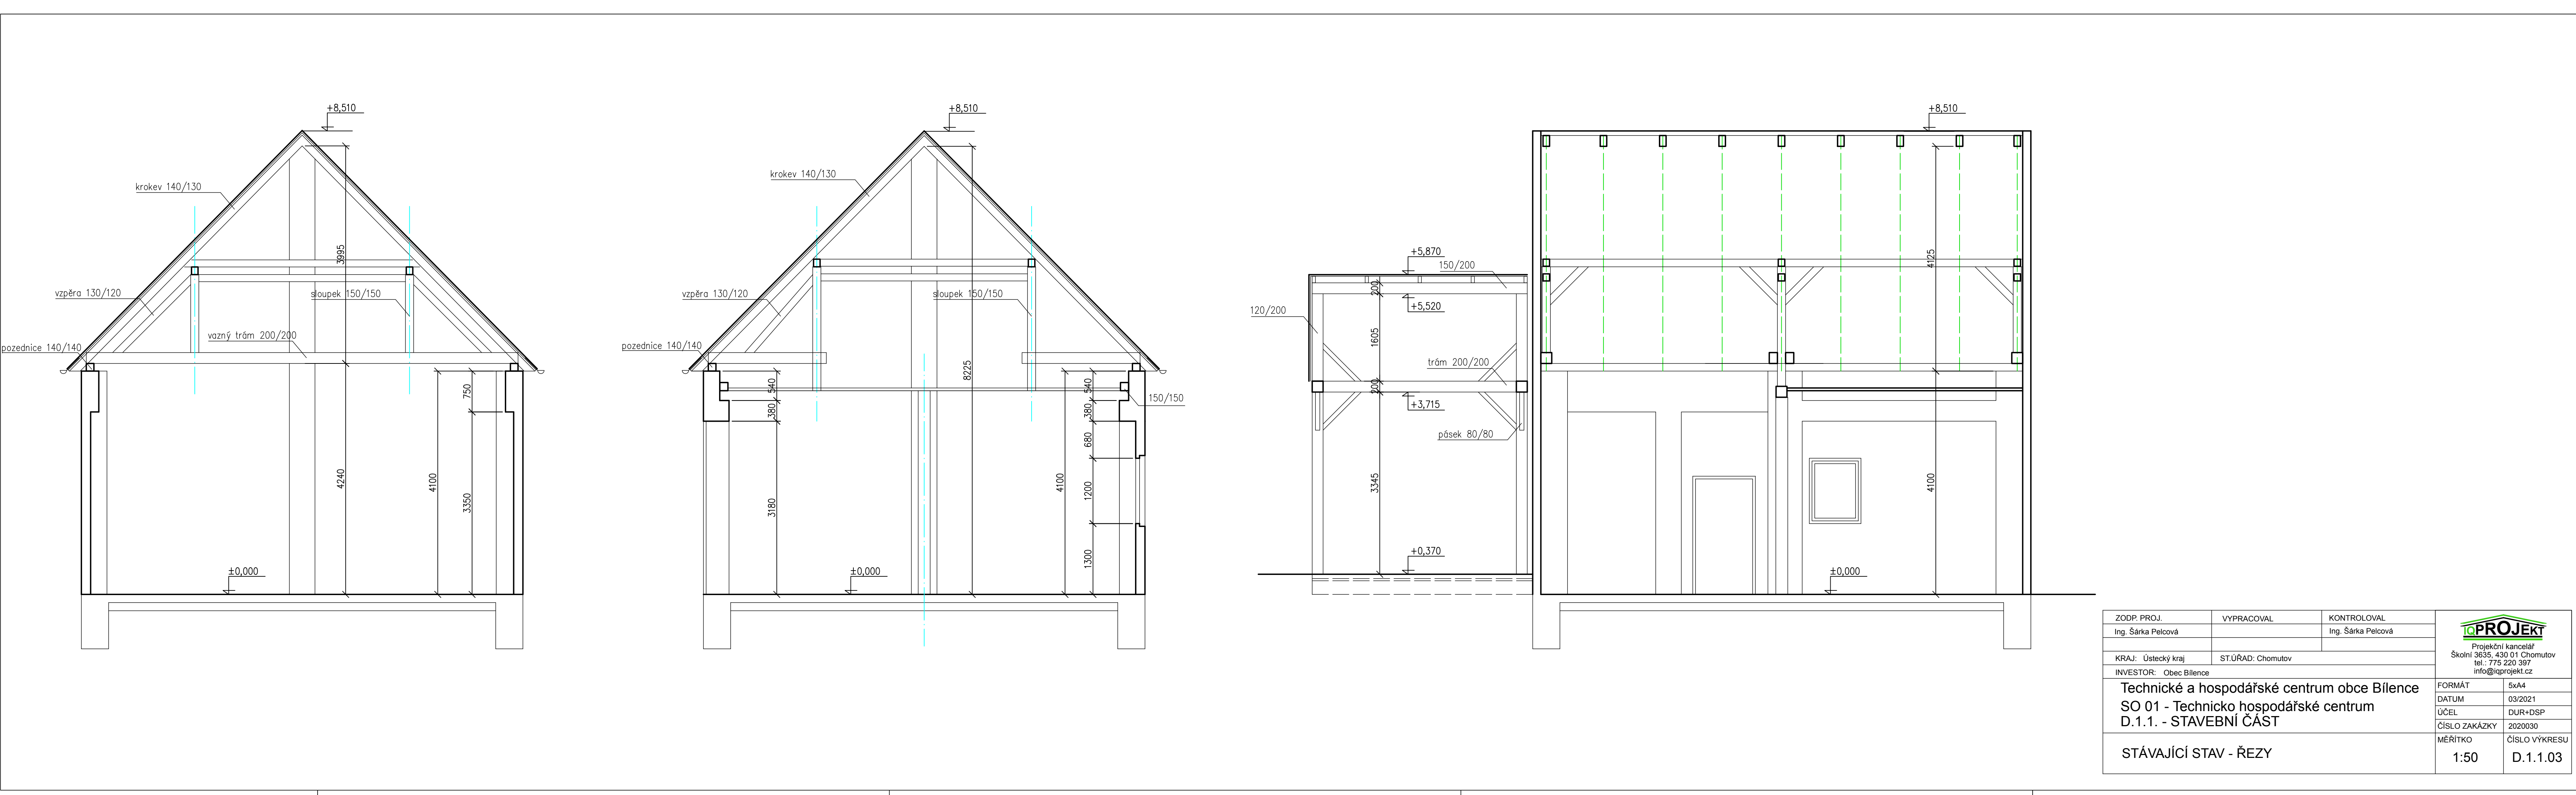 +8,510
krokev 140/130
3995
vzpěra 130/120
sloupek 150/150
vazný trám 200/200
pozednice 140/140
750
4240
4100
3350
±0,000
+8,510
krokev 140/130
vzpěra 130/120
sloupek 150/150
pozednice 140/140
8225
540
380
540
380
150/150
680
1200
4100
3180
1300
±0,000
+8,510
+5,870
150/200
200
+5,520
120/200
1605
trám 200/200
200
+3,715
pásek 80/80
3345
+0,370
4125
4100
±0,000
ZODP. PROJ.
VYPRACOVAL
KONTROLOVAL
Ing. Šárka Pelcová
Ing. Šárka Pelcová
KRAJ: Ústecký kraj
ST.ÚŘAD: Chomutov
INVESTOR: Obec Bílence
IQPROJEKT
Projekční kancelář
Školní 3635, 430 01 Chomutov
tel.: 775 220 397
info@iqprojekt.cz
Technické a hospodářské centrum obce Bílence
SO 01 - Technicko hospodářské centrum
D.1.1. - STAVEBNÍ ČÁST
FORMÁT 5xA4
DATUM 03/2021
ÚČEL DUR+DSP
ČÍSLO ZAKÁZKY 2020030
MĚŘÍTKO ČÍSLO VÝKRESU
STÁVAJÍCÍ STAV - ŘEZY
1:50
D.1.1.03